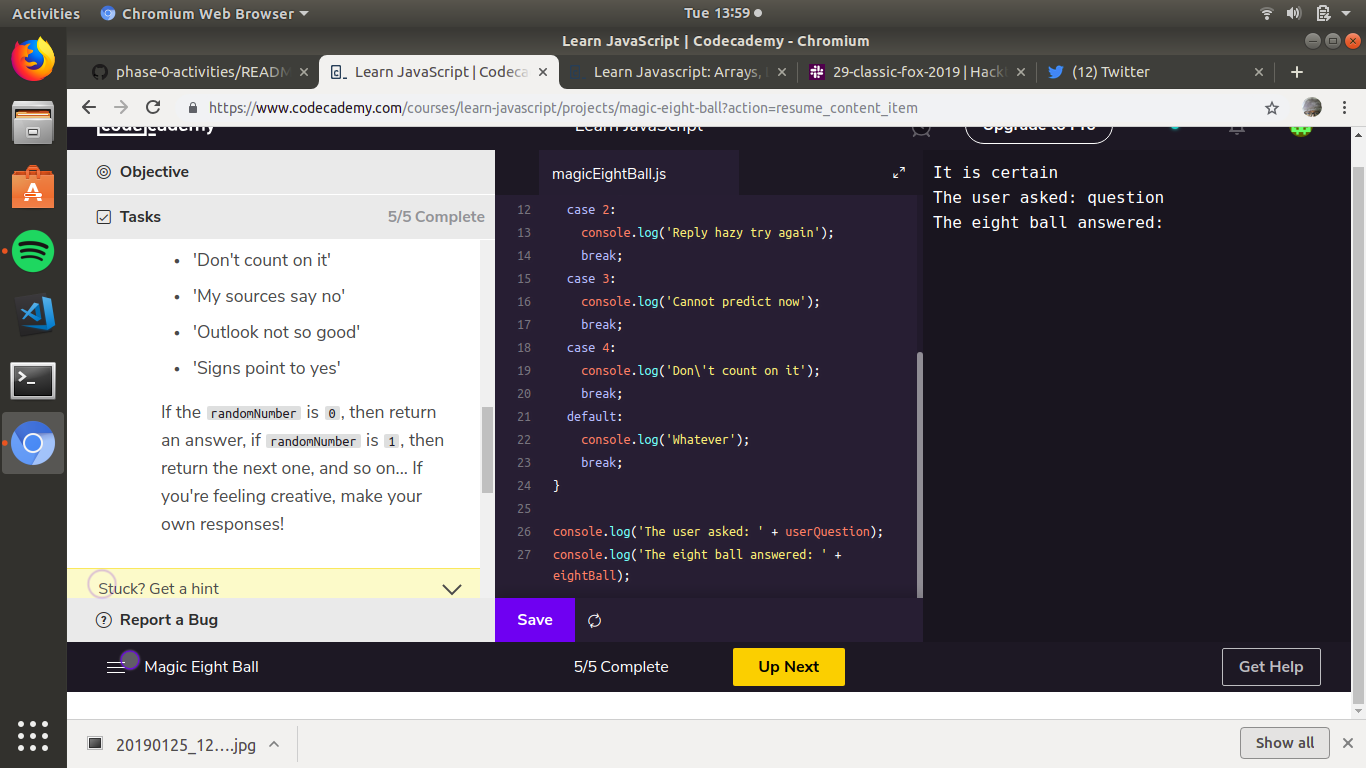 Activities Chromium Web Browser Tue 13:59
Learn JavaScript | Codecademy - Chromium
phase-0-activities/READM Learn JavaScript | Codeca Learn Javascript: Arrays, 29-classic-fox-2019 | Hack (12) Twitter
https://www.codecademy.com/courses/learn-javascript/projects/magic-eight-ball?action=resume_content_item
codecademy Learn JavaScript Upgrade to Pro
Objective
Tasks 5/5 Complete
• 'Don't count on it'
• 'My sources say no'
• 'Outlook not so good'
• 'Signs point to yes'
If the randomNumber is 0, then return
an answer, if randomNumber is 1, then
return the next one, and so on... If
you're feeling creative, make your
own responses!
Stuck? Get a hint
Report a Bug
magicEightBall.js
12 case 2:
13 console.log('Reply hazy try again');
14 break;
15 case 3:
16 console.log('Cannot predict now');
17 break;
18 case 4:
19 console.log('Don\'t count on it');
20 break;
21 default:
22 console.log('Whatever');
23 break;
24 }
25
26 console.log('The user asked: ' + userQuestion);
27 console.log('The eight ball answered: ' +
eightBall);
Save
It is certain
The user asked: question
The eight ball answered:
Magic Eight Ball 5/5 Complete Up Next Get Help
20190125_12....jpg Show all